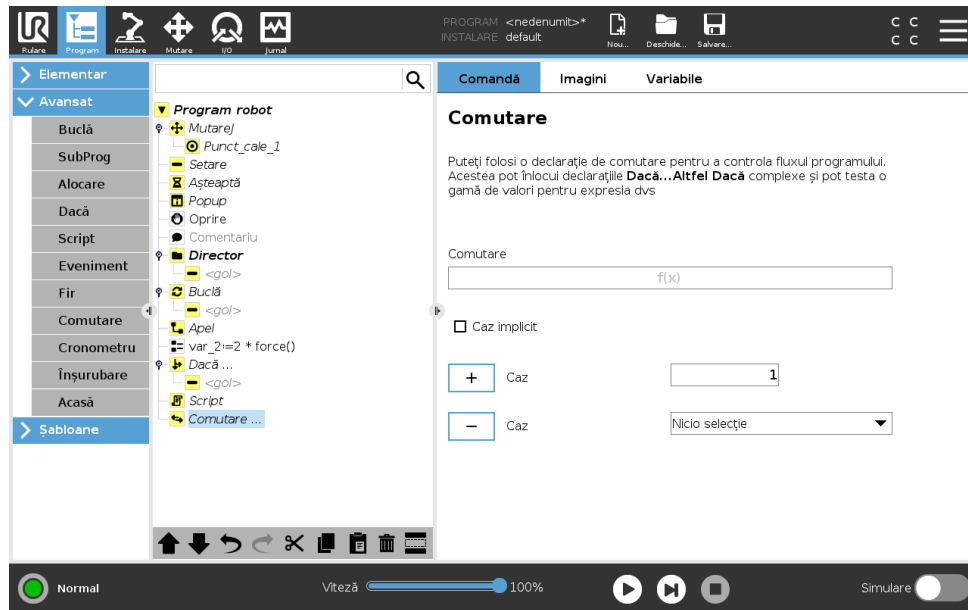 PROGRAM <nedenumit>*
INSTALARE default
Rulare
Program
Instalare
Mutare
I/O
Jurnal
Nou...
Deschide...
Salvare...
C C
C C
Elementar
Avansat
Buclă
SubProg
Alocare
Dacă
Script
Eveniment
Fir
Comutare
Cronometru
Înșurubare
Acasă
Șabloane
Program robot
MutareJ
Punct_cale_1
Setare
Așteaptă
Popup
Oprire
Comentariu
Director
<gol>
Buclă
<gol>
Apel
var_2:=2 * force()
Dacă ...
<gol>
Script
Comutare ...
Comandă Imagini Variabile
Comutare
Puteți folosi o declarație de comutare pentru a controla fluxul programului.
Acestea pot înlocui declarațiile Dacă...Altfel Dacă complexe și pot testa o
gamă de valori pentru expresia dvs
Comutare
f(x)
Caz implicit
+ Caz 1
− Caz Nicio selecție
Normal
Viteză 100%
Simulare